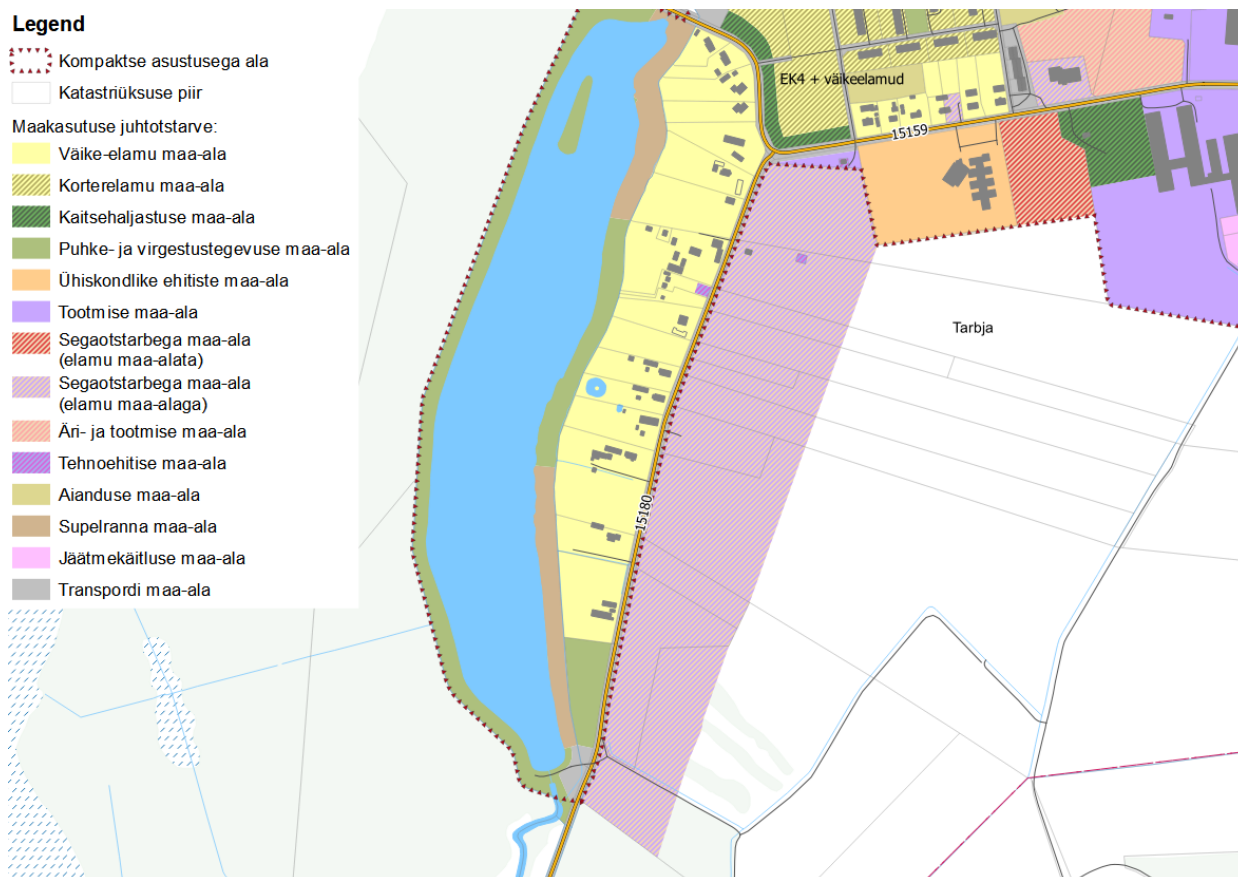 Legend
Kompaktse asustusega ala
Katastriüksuse piir
Maakasutuse juhtotstarve:
Väike-elamu maa-ala
Korterelamu maa-ala
Kaitsehaljastuse maa-ala
Puhke- ja virgestustegevuse maa-ala
Ühiskondlike ehitiste maa-ala
Tootmise maa-ala
Segaotstarbega maa-ala
(elamu maa-alata)
Segaotstarbega maa-ala
(elamu maa-alaga)
Äri- ja tootmise maa-ala
Tehnoehitise maa-ala
Aianduse maa-ala
Supelranna maa-ala
Jäätmekäitluse maa-ala
Transpordi maa-ala
EK4 + väikeelamud
15159
Tarbja
15180